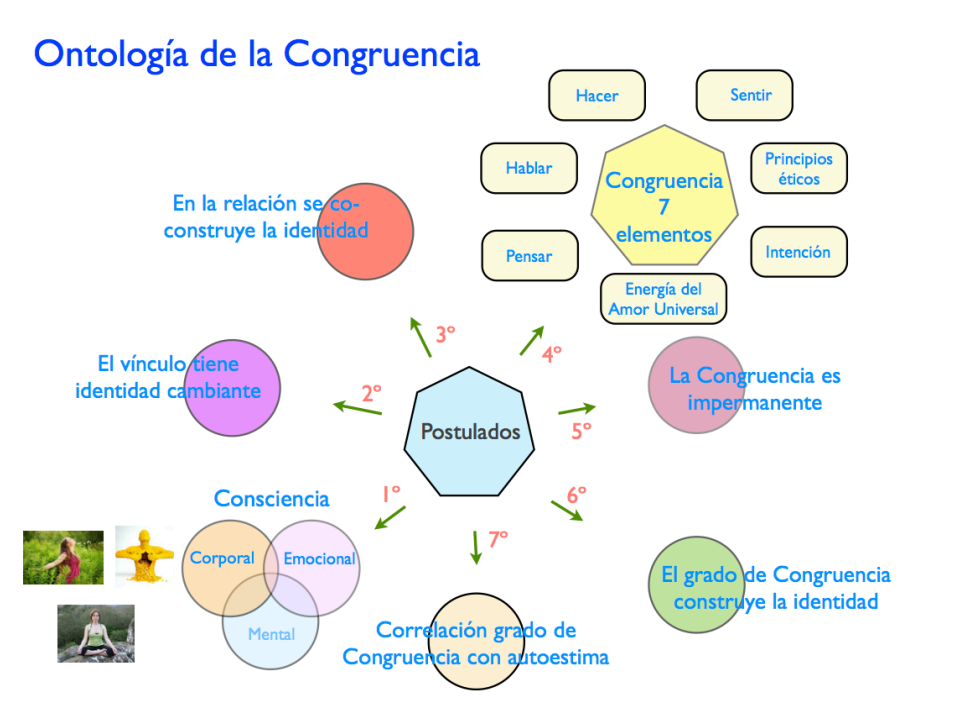 Ontología de la Congruencia
Hacer
Sentir
Hablar
Principios
éticos
Congruencia
7
elementos
Pensar
Intención
Energía del
Amor Universal
En la relación se co-
construye la identidad
3º
4º
El vínculo tiene
identidad cambiante
2º
La Congruencia es
impermanente
Postulados
5º
1º
6º
Consciencia
Corporal
Emocional
Mental
7º
El grado de Congruencia
construye la identidad
Correlación grado de
Congruencia con autoestima